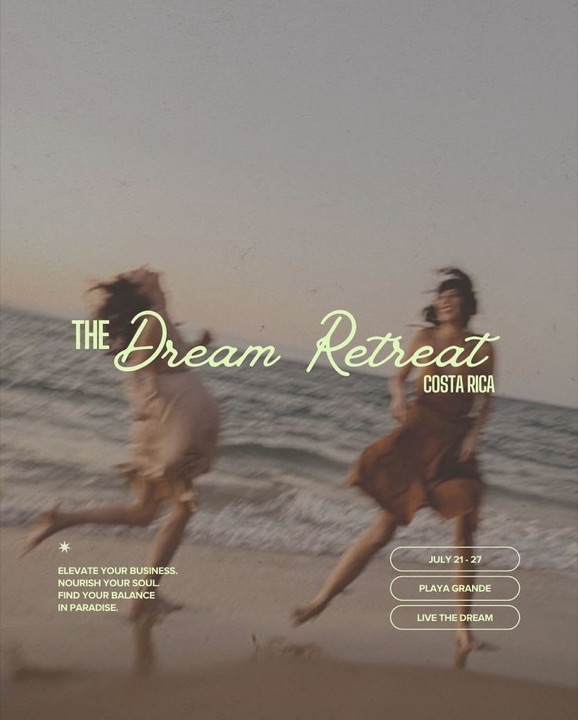 THE Dream Retreat
COSTA RICA
ELEVATE YOUR BUSINESS.
NOURISH YOUR SOUL.
FIND YOUR BALANCE
IN PARADISE.
JULY 21 - 27
PLAYA GRANDE
LIVE THE DREAM